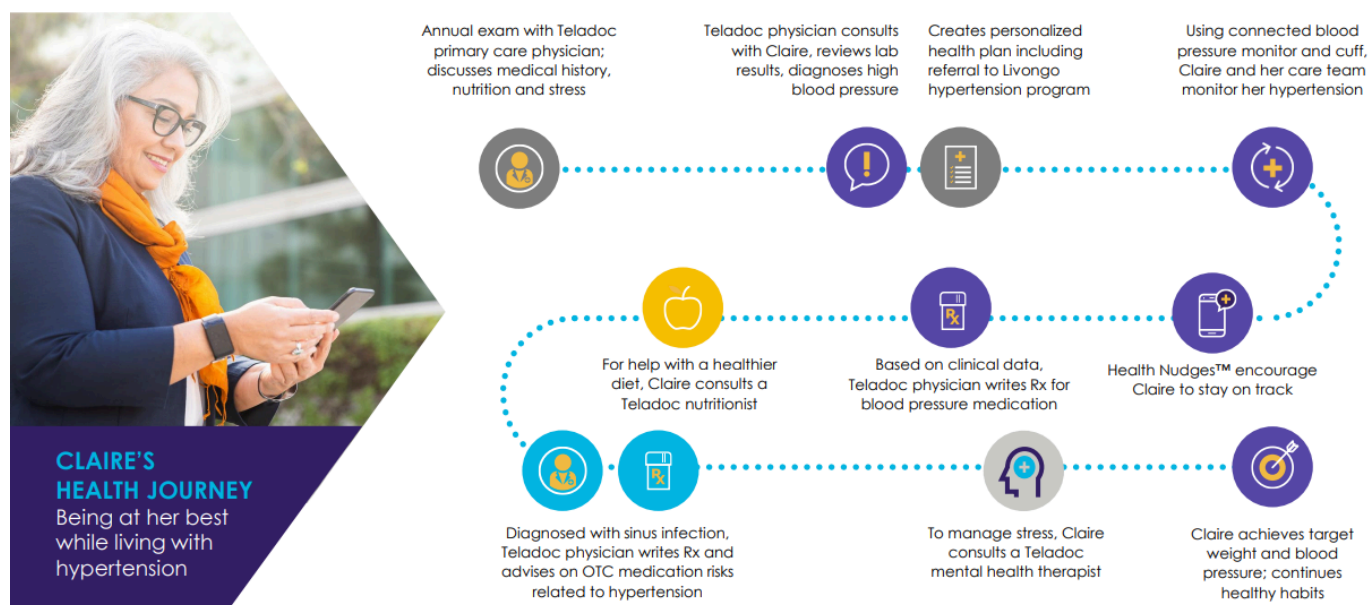 Annual exam with Teladoc
primary care physician;
discusses medical history,
nutrition and stress
Teladoc physician consults
with Claire, reviews lab
results, diagnoses high
blood pressure
Creates personalized
health plan including
referral to Livongo
hypertension program
Using connected blood
pressure monitor and cuff,
Claire and her care team
monitor her hypertension
Health Nudges™ encourage
Claire to stay on track
Rx
Based on clinical data,
Teladoc physician writes Rx for
blood pressure medication
For help with a healthier
diet, Claire consults a
Teladoc nutritionist
Rx
Diagnosed with sinus infection,
Teladoc physician writes Rx and
advises on OTC medication risks
related to hypertension
To manage stress, Claire
consults a Teladoc
mental health therapist
Claire achieves target
weight and blood
pressure; continues
healthy habits
CLAIRE'S
HEALTH JOURNEY
Being at her best
while living with
hypertension